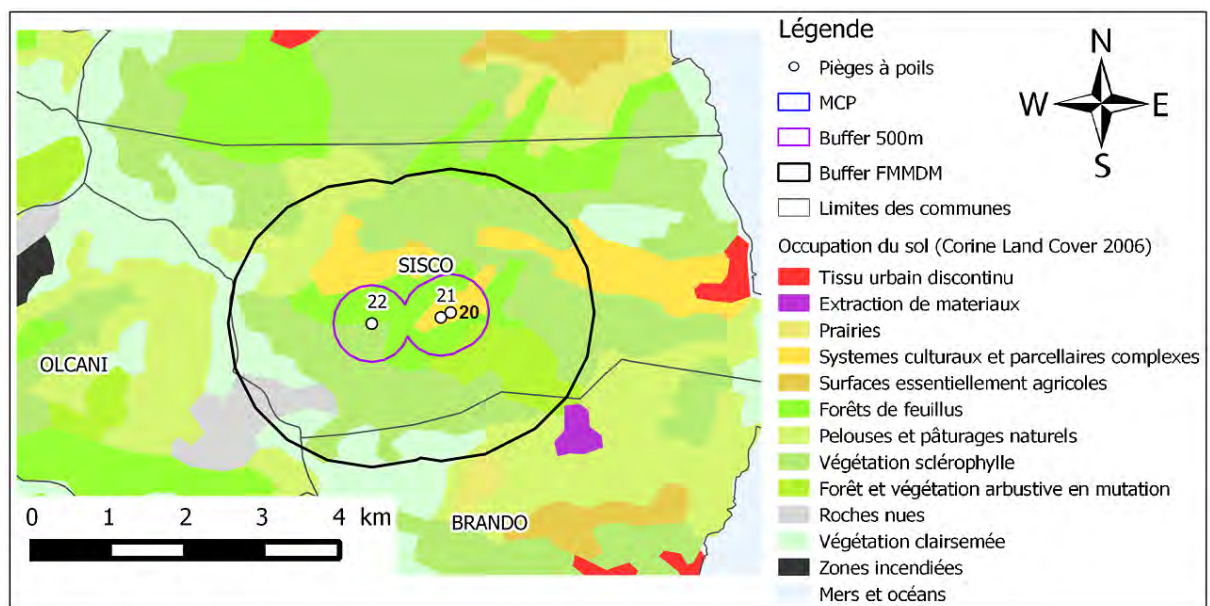 SISCO
22
21
20
OLCANI
BRANDO
0 1 2 3 4 km
Légende
Pièges à poils
MCP
Buffer 500m
Buffer FMMDM
Limites des communes
Occupation du sol (Corine Land Cover 2006)
Tissu urbain discontinu
Extraction de materiaux
Prairies
Systemes culturaux et parcellaires complexes
Surfaces essentiellement agricoles
Forêts de feuillus
Pelouses et pâturages naturels
Végétation sclérophylle
Forêt et végétation arbustive en mutation
Roches nues
Végétation clairsemée
Zones incendiées
Mers et océans
N
W E
S